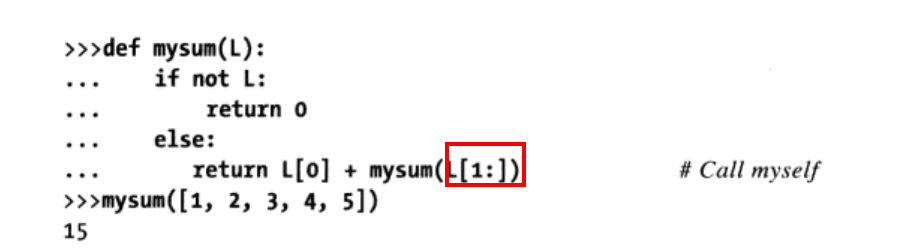 >>>def mysum(L):
...    if not L:
...        return 0
...    else:
...       return L[0] + mysum(L[1:])    # Call myself
>>>mysum([1, 2, 3, 4, 5])
15